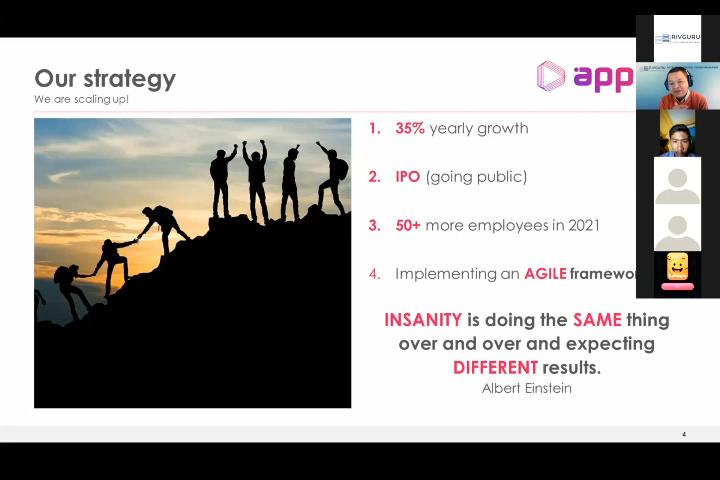 Our strategy
We are scaling up!
app
1. 35% yearly growth
2. IPO (going public)
3. 50+ more employees in 2021
4. Implementing an AGILE framewor
INSANITY is doing the SAME thing
over and over and expecting
DIFFERENT results.
Albert Einstein
4
RIVGURU